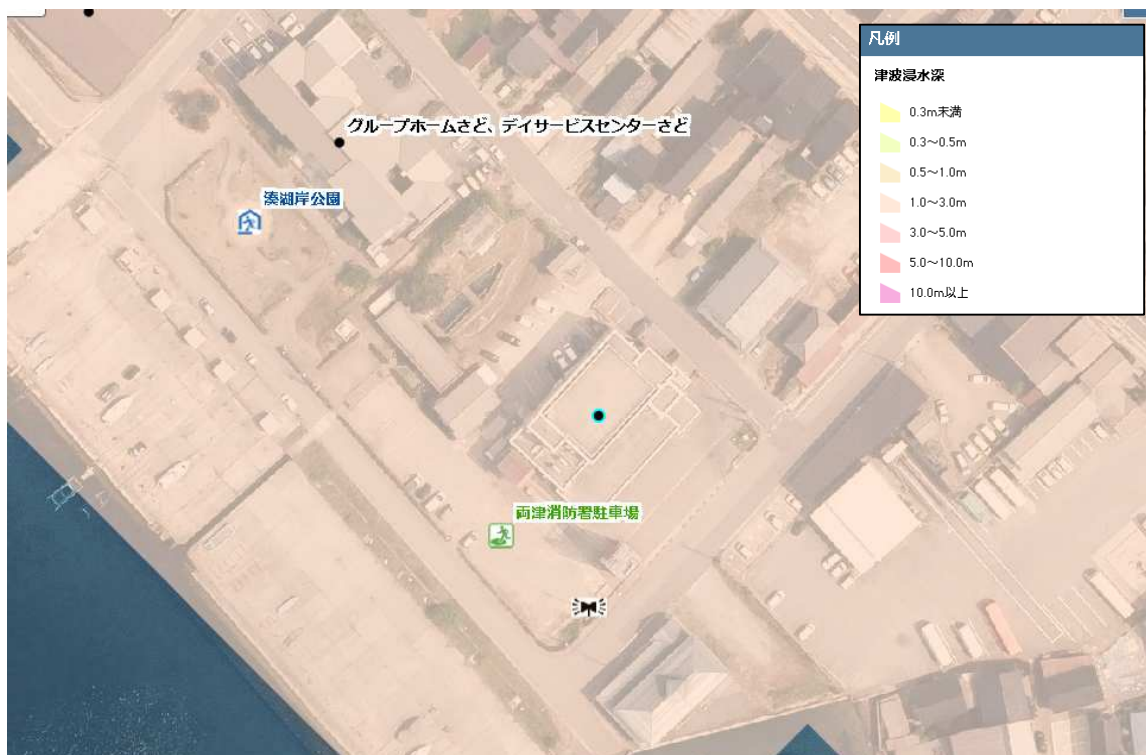 凡例
津波浸水深
0.3m未満
0.3～0.5m
0.5～1.0m
1.0～3.0m
3.0～5.0m
5.0～10.0m
10.0m以上
グループホームさど、デイサービスセンターさど
湊湖岸公園
両津消防署駐車場